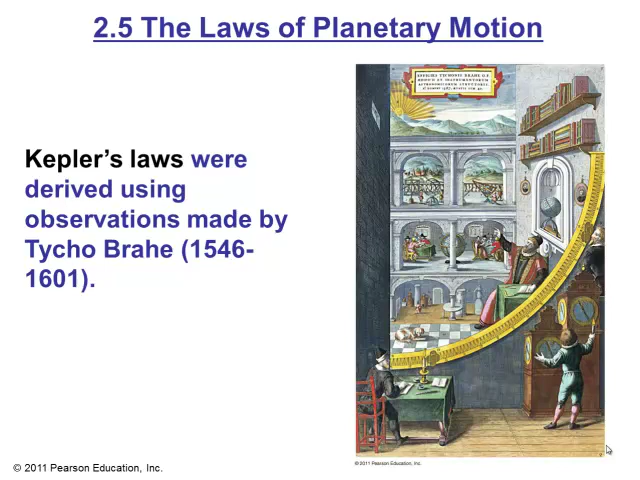 2.5 The Laws of Planetary Motion
Kepler’s laws were
derived using
observations made by
Tycho Brahe (1546-
1601).
© 2011 Pearson Education, Inc.
© 2011 Pearson Education, Inc.